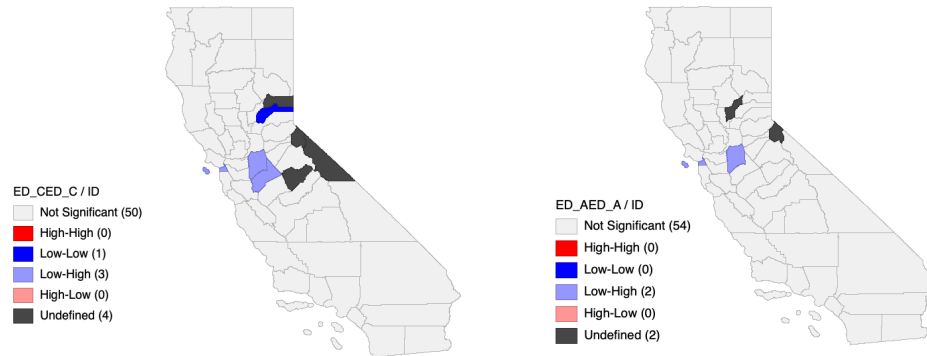 ED_CED_C / ID
Not Significant (50)
High-High (0)
Low-Low (1)
Low-High (3)
High-Low (0)
Undefined (4)
ED_AED_A / ID
Not Significant (54)
High-High (0)
Low-Low (0)
Low-High (2)
High-Low (0)
Undefined (2)